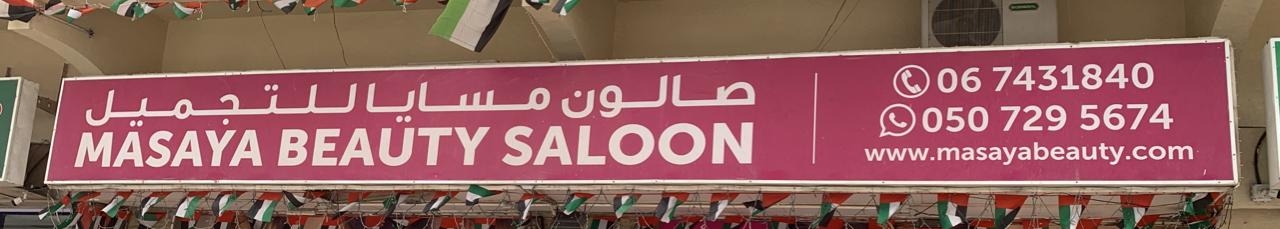 صالون مسايا للتجميل
MASAYA BEAUTY SALOON
06 7431840
050 729 5674
www.masayabeauty.com